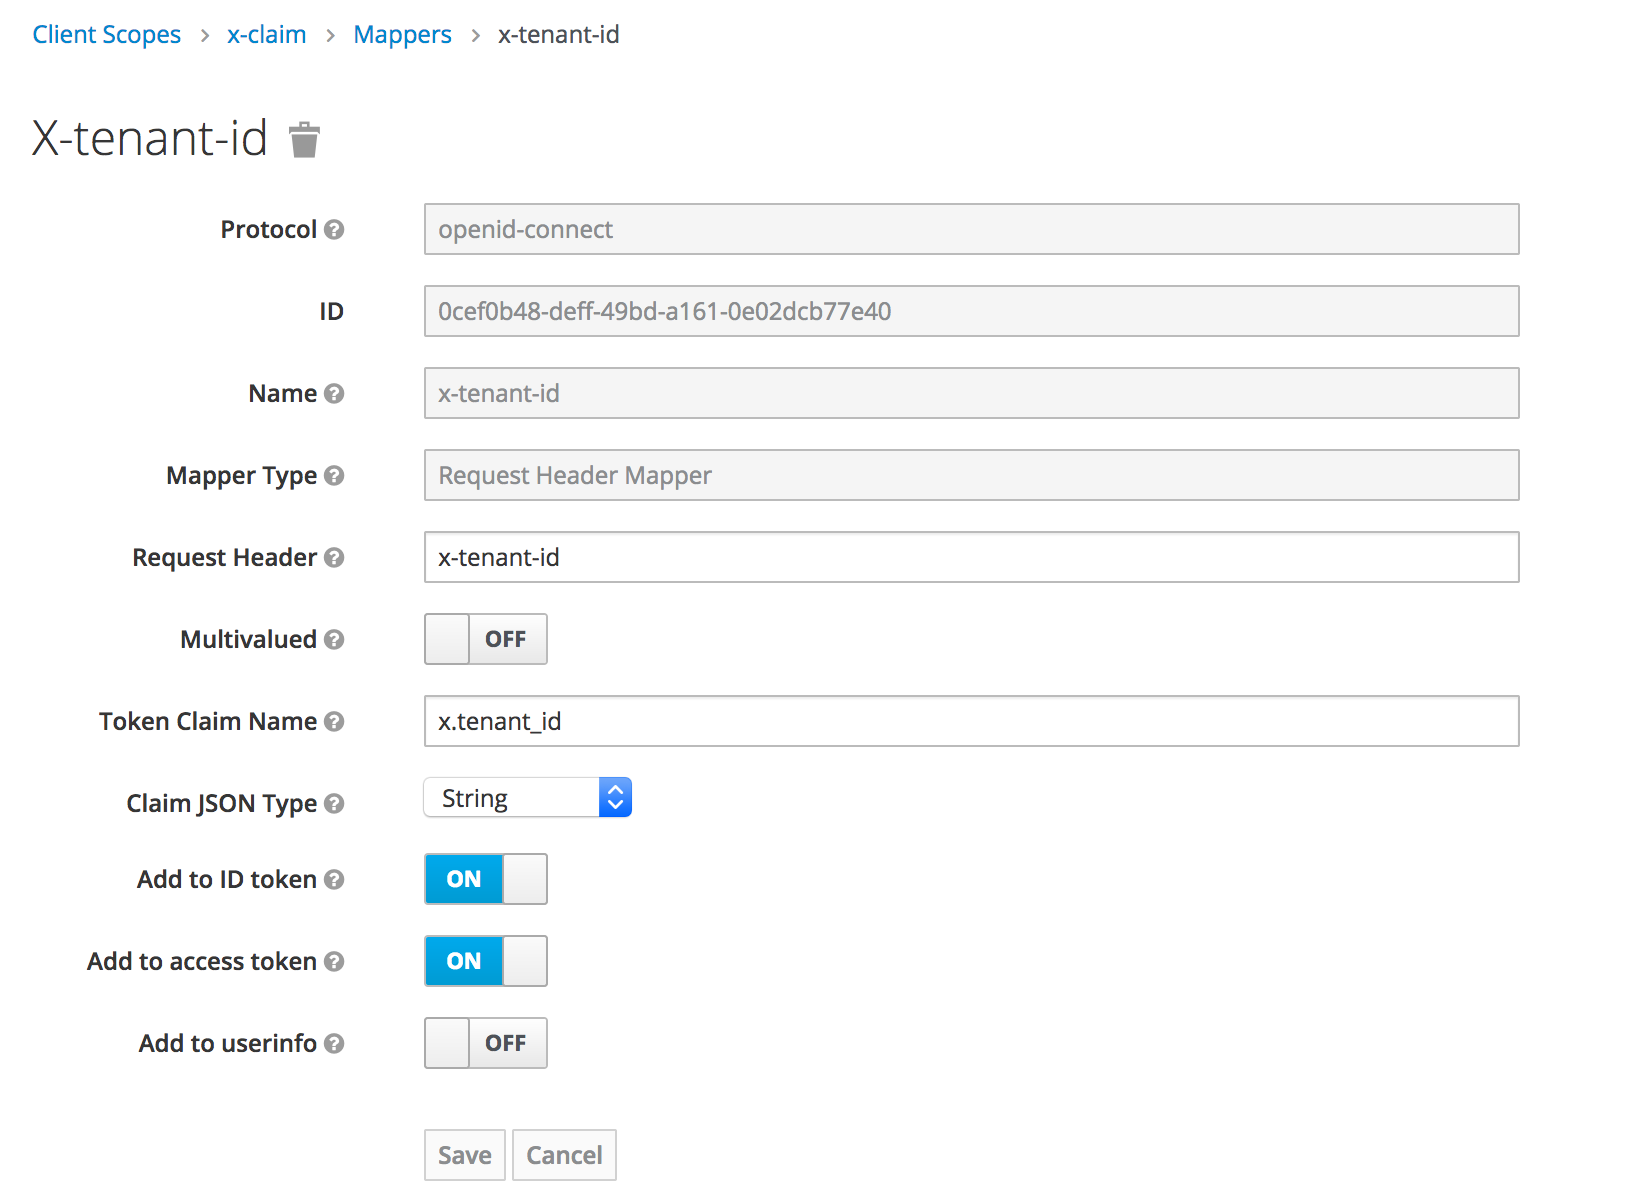 Client Scopes > x-claim > Mappers > x-tenant-id
X-tenant-id
Protocol
openid-connect
ID
0cef0b48-deff-49bd-a161-0e02dcb77e40
Name
x-tenant-id
Mapper Type
Request Header Mapper
Request Header
x-tenant-id
Multivalued
OFF
Token Claim Name
x.tenant_id
Claim JSON Type
String
Add to ID token
ON
Add to access token
ON
Add to userinfo
OFF
Save Cancel